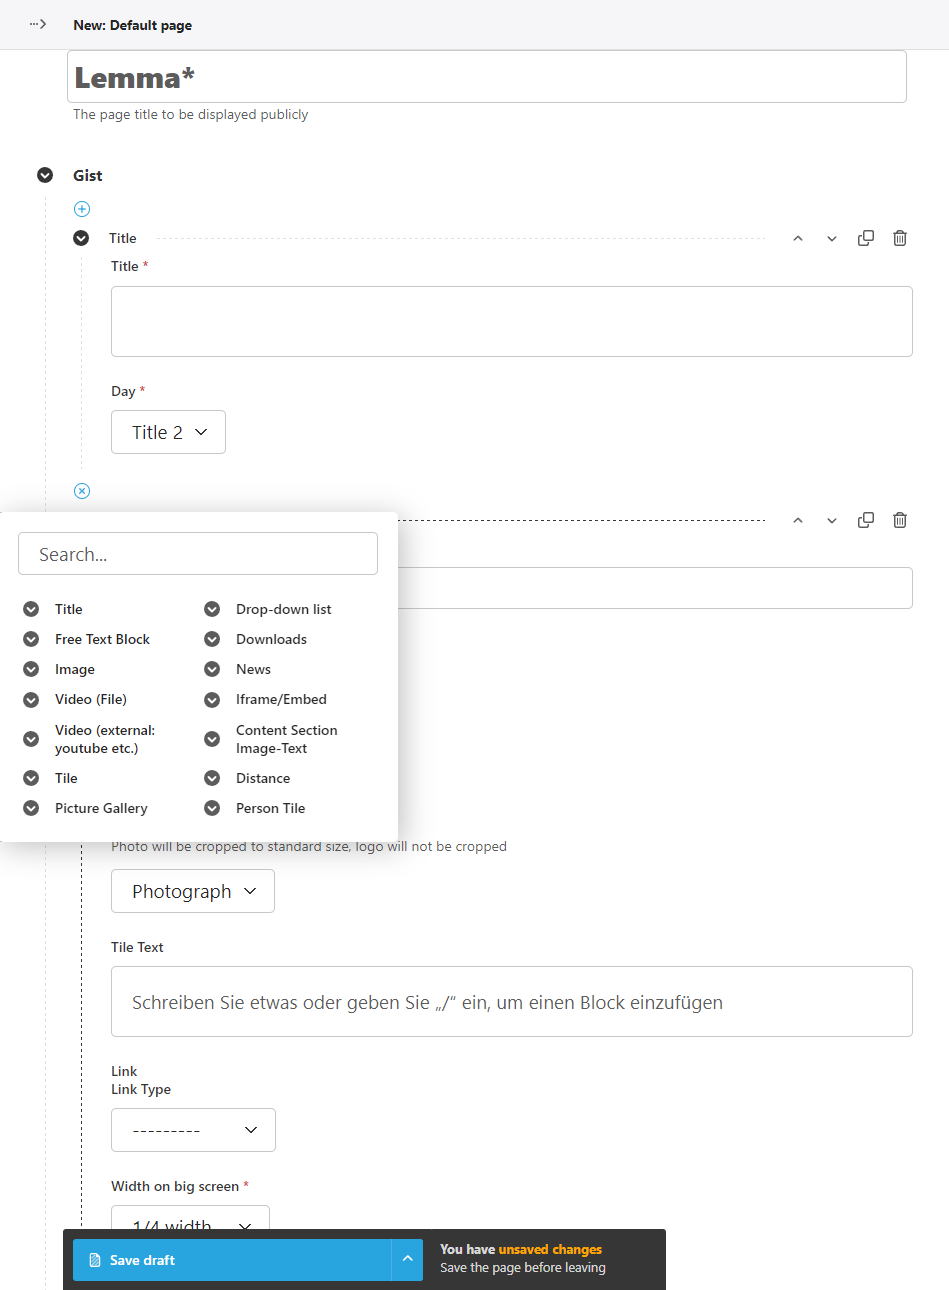 New: Default page
Lemma*
The page title to be displayed publicly
Gist
Title
Title *
Day *
Title 2
Search...
Title
Drop-down list
Free Text Block
Downloads
Image
News
Video (File)
Iframe/Embed
Video (external:
youtube etc.)
Content Section
Image-Text
Tile
Distance
Picture Gallery
Person Tile
Photo will be cropped to standard size, logo will not be cropped
Photograph
Tile Text
Schreiben Sie etwas oder geben Sie „/“ ein, um einen Block einzufügen
Link
Link Type
---------
Width on big screen *
1/4 width
Save draft
You have unsaved changes
Save the page before leaving